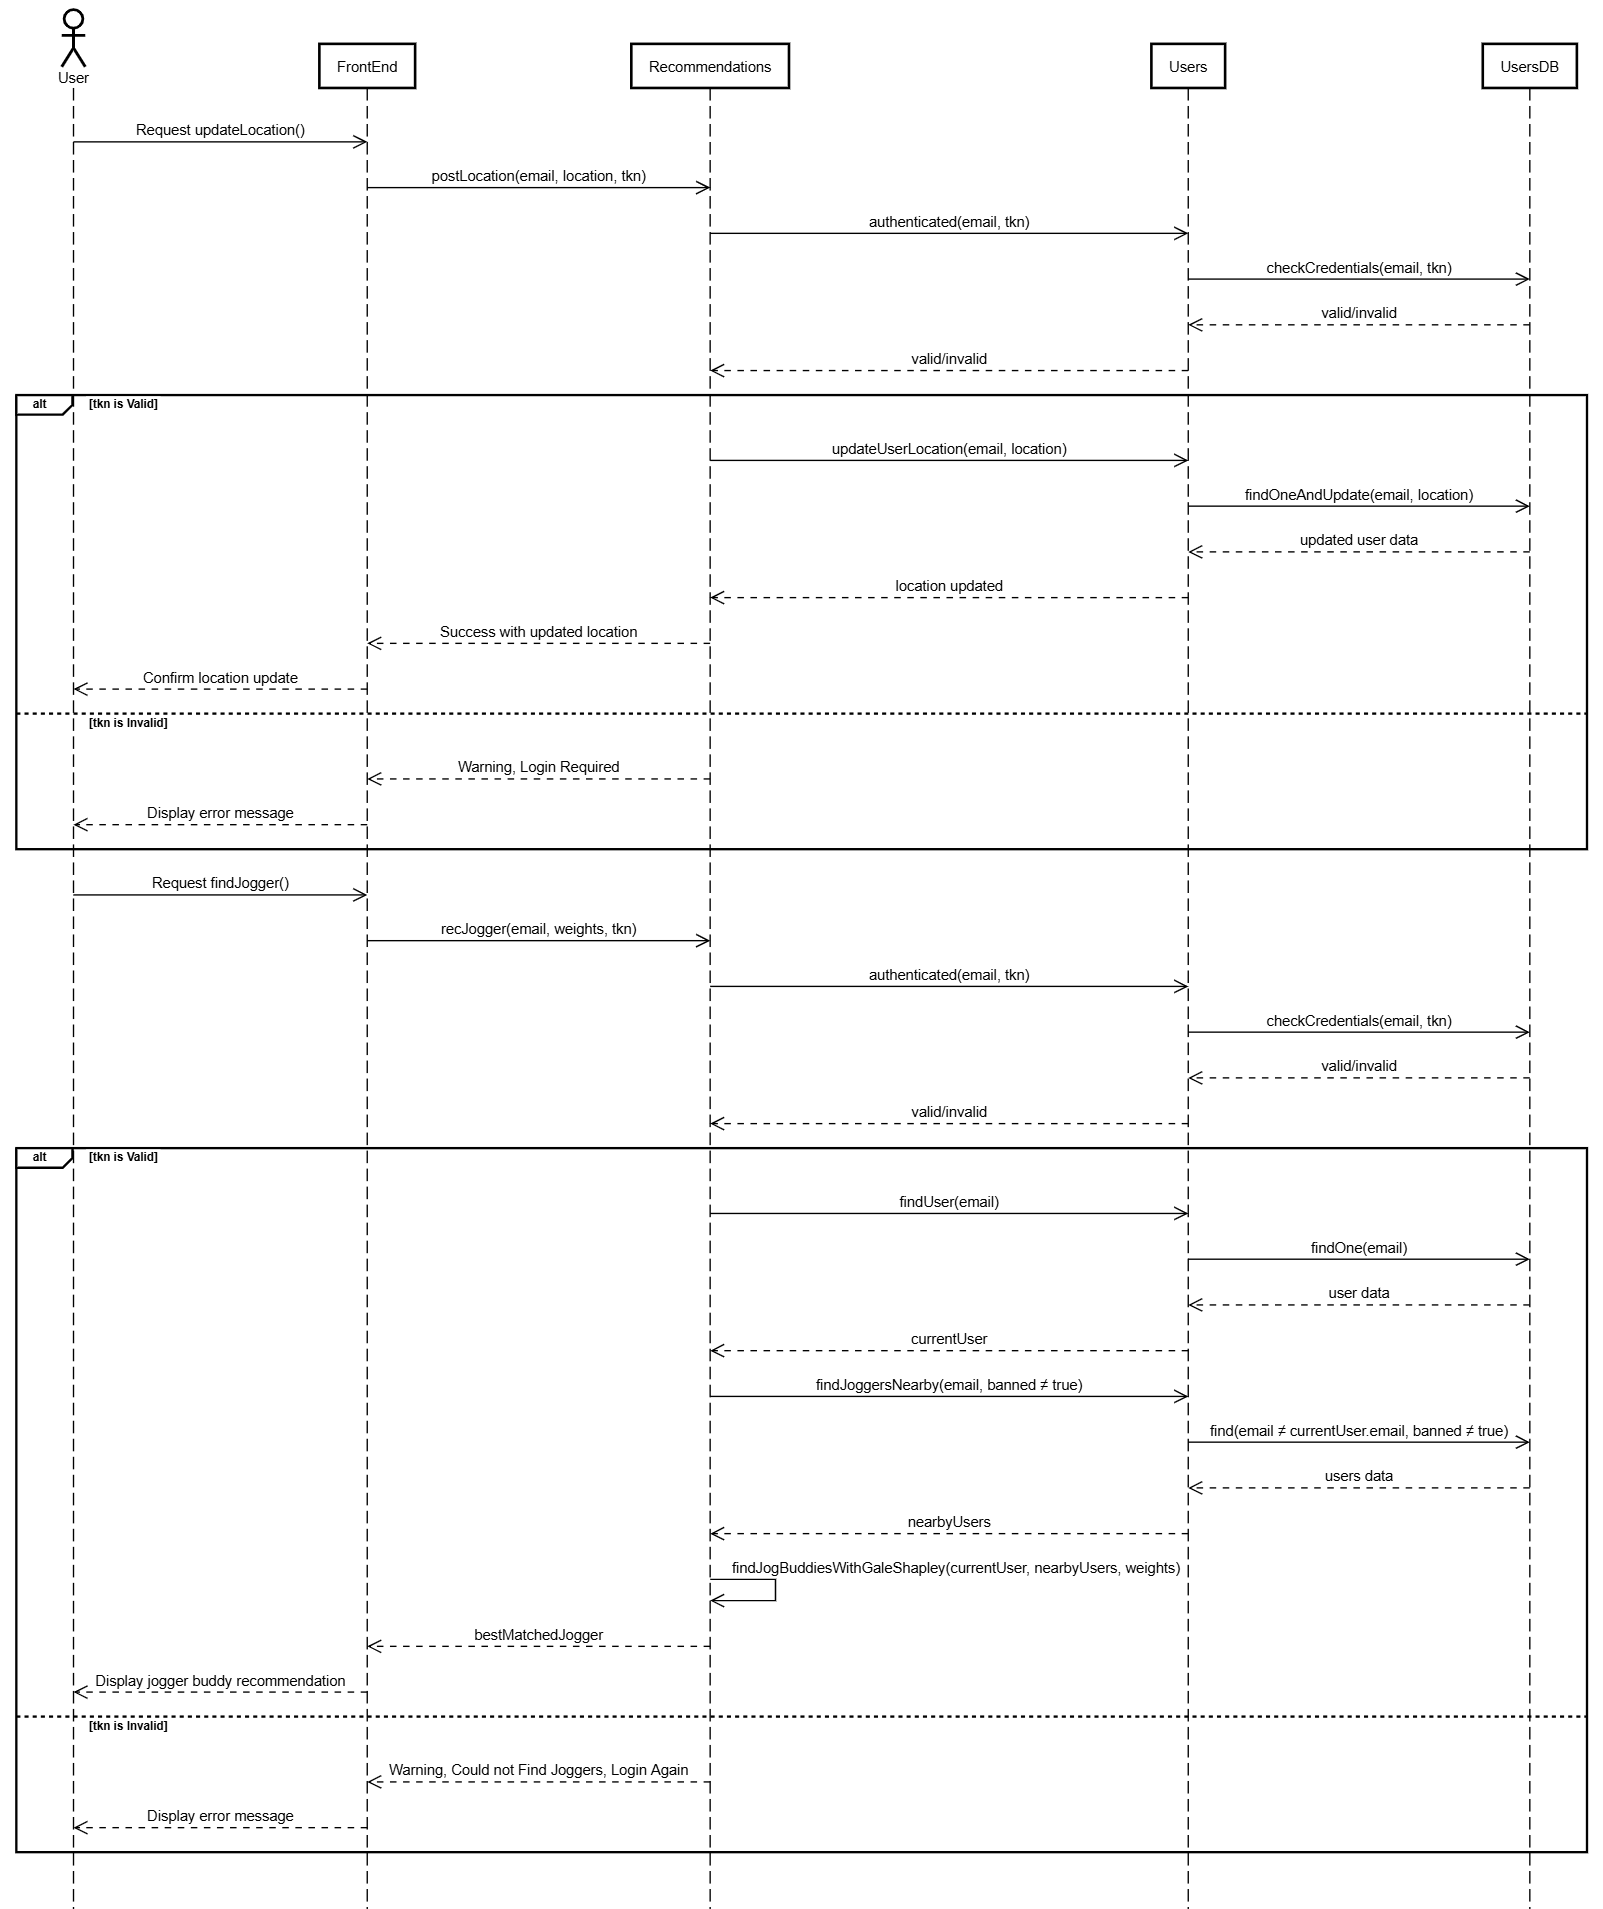 User
FrontEnd
Recommendations
Users
UsersDB
Request updateLocation()
postLocation(email, location, tkn)
authenticated(email, tkn)
checkCredentials(email, tkn)
valid/invalid
valid/invalid
alt
[tkn is Valid]
updateUserLocation(email, location)
findOneAndUpdate(email, location)
updated user data
location updated
Success with updated location
Confirm location update
[tkn is Invalid]
Warning, Login Required
Display error message
Request findJogger()
recJogger(email, weights, tkn)
authenticated(email, tkn)
checkCredentials(email, tkn)
valid/invalid
valid/invalid
alt
[tkn is Valid]
findUser(email)
findOne(email)
user data
currentUser
findJoggersNearby(email, banned ≠ true)
find(email ≠ currentUser.email, banned ≠ true)
users data
nearbyUsers
findJogBuddiesWithGaleShapley(currentUser, nearbyUsers, weights)
bestMatchedJogger
Display jogger buddy recommendation
[tkn is Invalid]
Warning, Could not Find Joggers, Login Again
Display error message